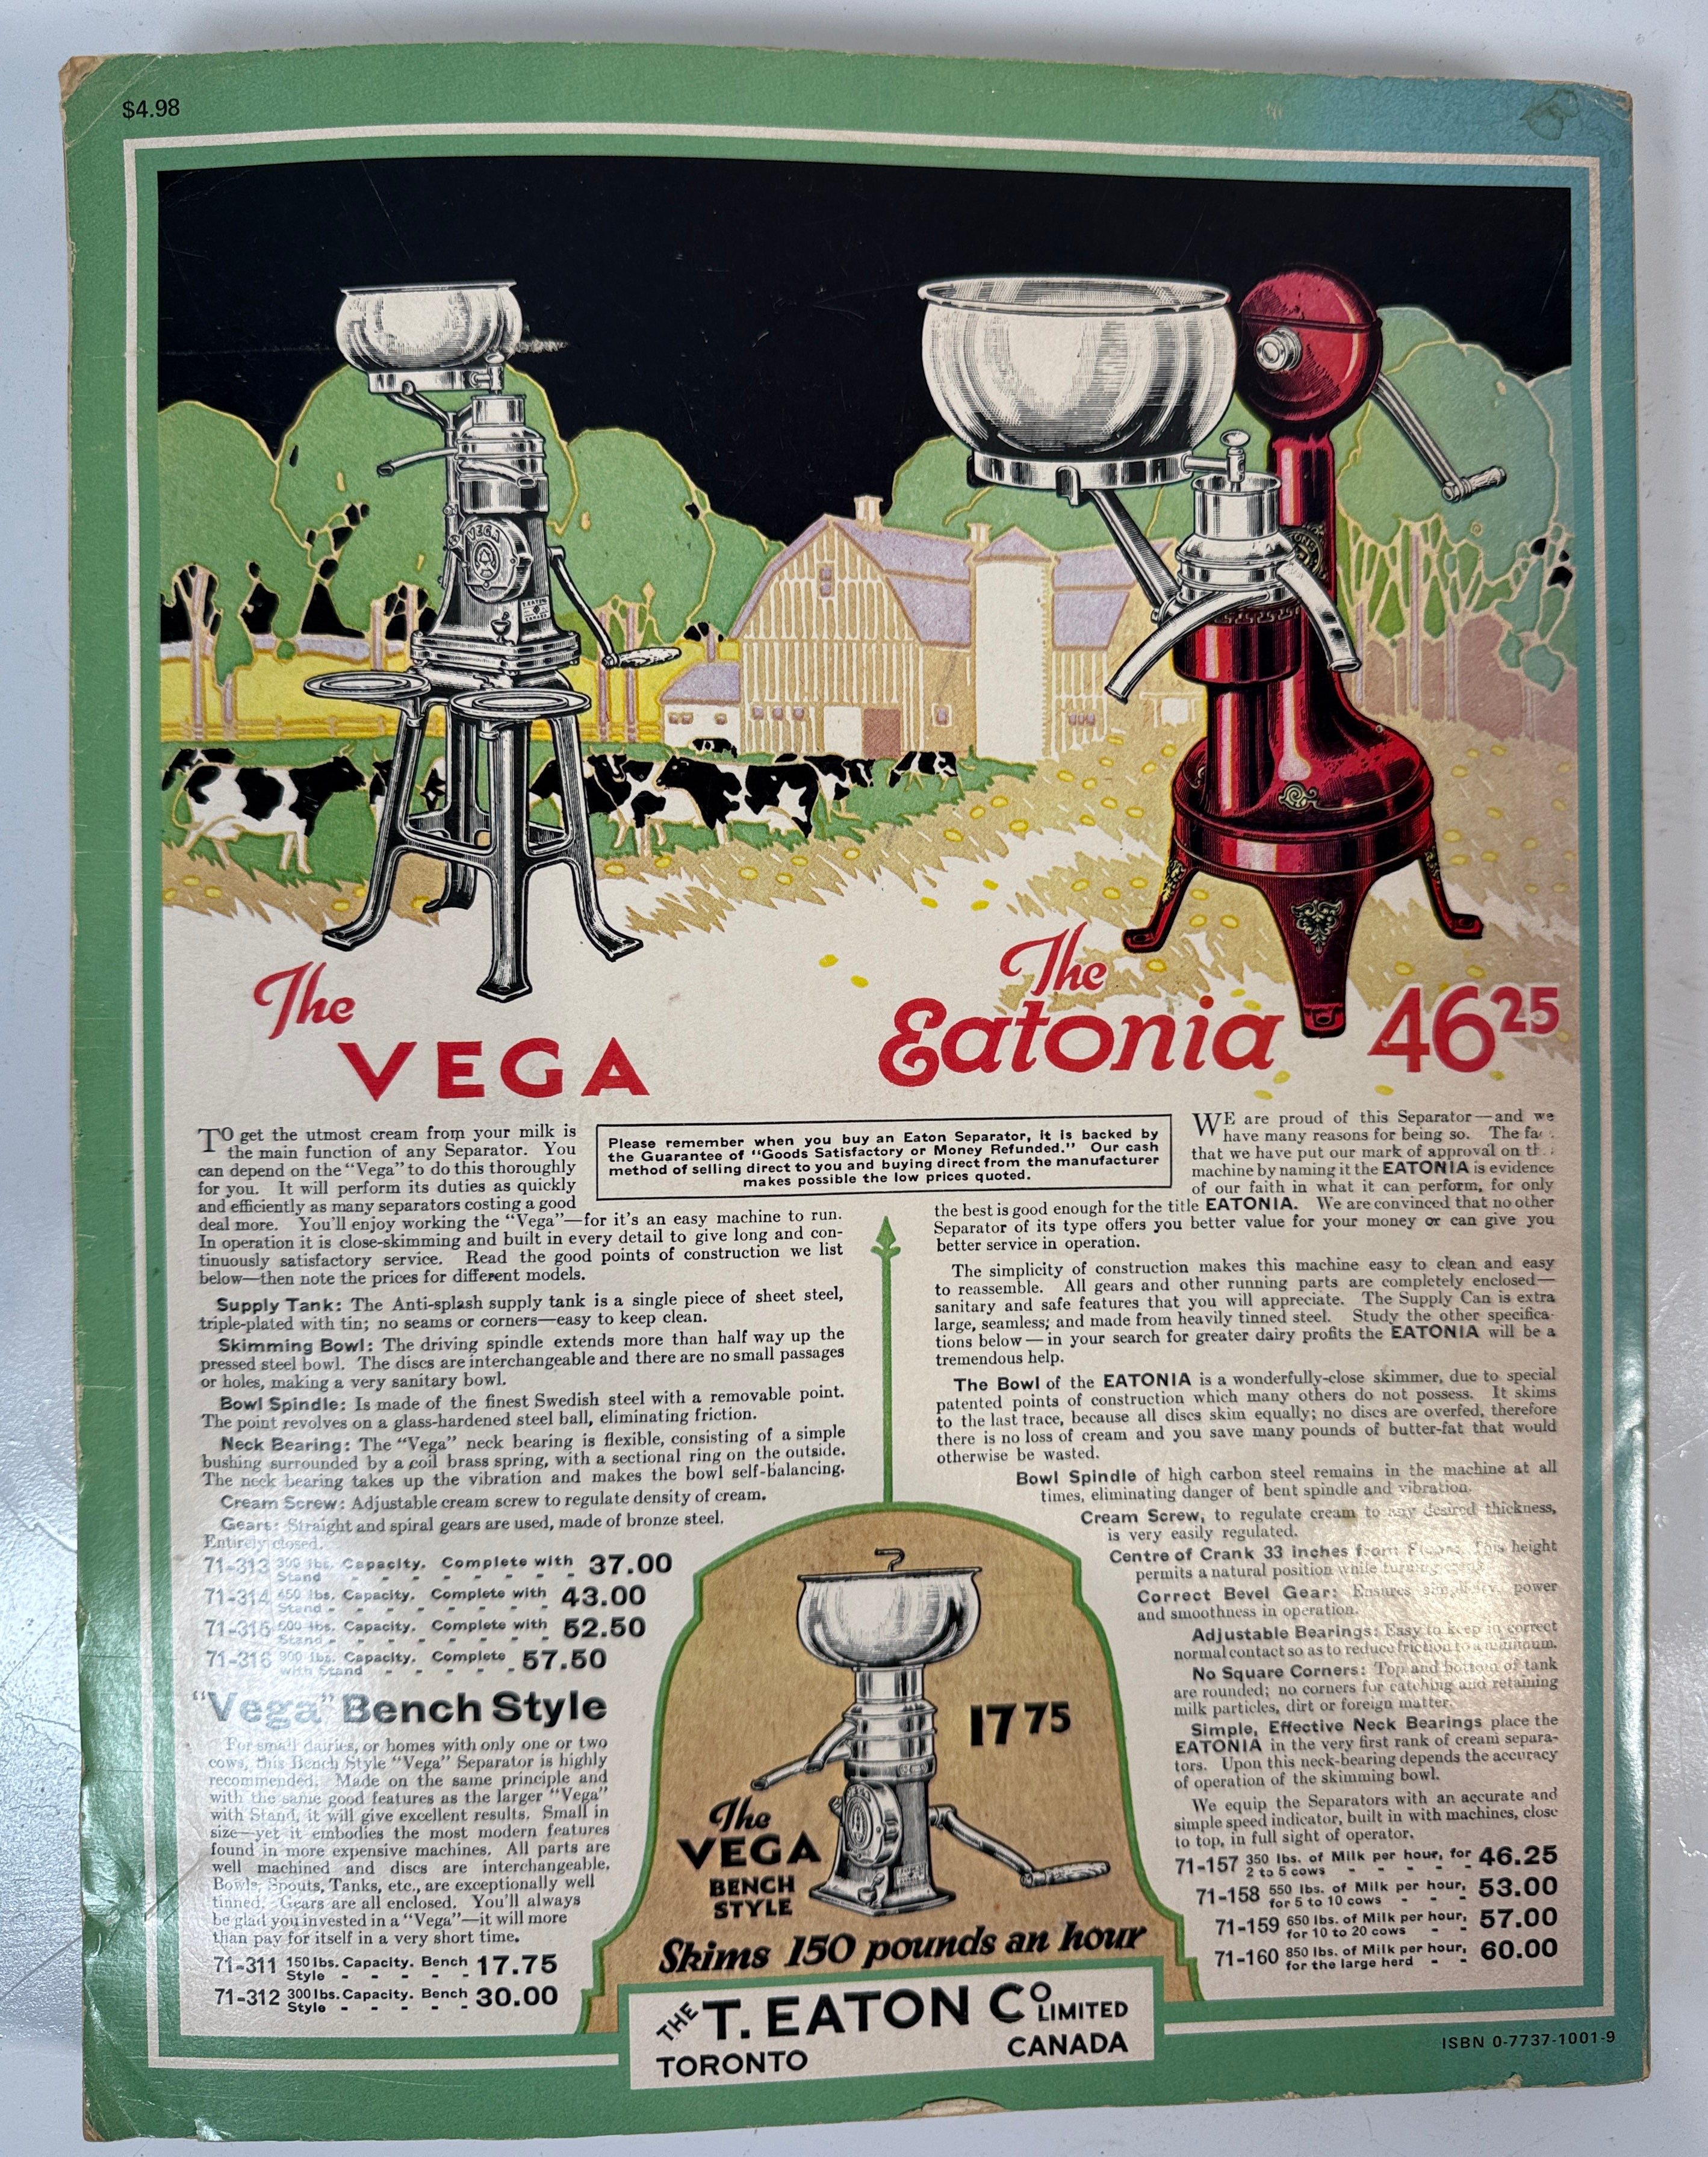 $4.98
The
VEGA
The
Eatonia 46 25
TO get the utmost cream from your milk is
the main function of any Separator. You
can depend on the "Vega" to do this thoroughly
for you. It will perform its duties as quickly
and efficiently as many separators costing a good
deal more. You'll enjoy working the "Vega"—for it's an easy machine to run.
In operation it is close-skimming and built in every detail to give long and con-
tinuously satisfactory service. Read the good points of construction we list
below—then note the prices for different models.
Supply Tank: The Anti-splash supply tank is a single piece of sheet steel,
triple-plated with tin; no seams or corners—easy to keep clean.
Skimming Bowl: The driving spindle extends more than half way up the
pressed steel bowl. The discs are interchangeable and there are no small passages
or holes, making a very sanitary bowl.
Bowl Spindle: Is made of the finest Swedish steel with a removable point.
The point revolves on a glass-hardened steel ball, eliminating friction.
Neck Bearing: The "Vega" neck bearing is flexible, consisting of a simple
bushing surrounded by a coil brass spring, with a sectional ring on the outside.
The neck bearing takes up the vibration and makes the bowl self-balancing.
Cream Screw: Adjustable cream screw to regulate density of cream.
Gears: Straight and spiral gears are used, made of bronze steel.
Entirely closed.
71-313 300 lbs. Capacity. Complete with
Stand - - - - - - - - 37.00
71-314 450 lbs. Capacity. Complete with
Stand - - - - - - - - 43.00
71-315 600 lbs. Capacity. Complete with
Stand - - - - - - - - 52.50
71-316 800 lbs. Capacity. Complete
with Stand - - - - - 57.50
"Vega" Bench Style
For small dairies, or homes with only one or two
cows, this Bench Style "Vega" Separator is highly
recommended. Made on the same principle and
with the same good features as the larger "Vega"
with Stand, it will give excellent results. Small in
size—yet it embodies the most modern features
found in more expensive machines. All parts are
well machined and discs are interchangeable.
Bowls, Spouts, Tanks, etc., are exceptionally well
tinned. Gears are all enclosed. You'll always
be glad you invested in a "Vega"—it will more
than pay for itself in a very short time.
71-311 150 lbs. Capacity. Bench
Style - - - - - 17.75
71-312 300 lbs. Capacity. Bench
Style - - - - - 30.00
Please remember when you buy an Eaton Separator, it is backed by
the Guarantee of "Goods Satisfactory or Money Refunded." Our cash
method of selling direct to you and buying direct from the manufacturer
makes possible the low prices quoted.
WE are proud of this Separator—and we
have many reasons for being so. The
that we have put our mark of approval on
machine by naming it the EATONIA is evidence
of our faith in what it can perform, for only
the best is good enough for the title EATONIA. We are convinced that no other
Separator of its type offers you better value for your money or can give you
better service in operation.
The simplicity of construction makes this machine easy to clean and easy
to reassemble. All gears and other running parts are completely enclosed—
sanitary and safe features that you will appreciate. The Supply Can is extra
large, seamless; and made from heavily tinned steel. Study the other specifica-
tions below—in your search for greater dairy profits the EATONIA will be a
tremendous help.
The Bowl of the EATONIA is a wonderfully-close skimmer, due to special
patented points of construction which many others do not possess. It skims
to the last trace, because all discs skim equally; no discs are overfed, therefore
there is no loss of cream and you save many pounds of butter-fat that would
otherwise be wasted.
Bowl Spindle of high carbon steel remains in the machine at all
times, eliminating danger of bent spindle and vibration.
Cream Screw, to regulate cream to any desired thickness,
is very easily regulated.
Centre of Crank 33 inches from Floor. This height
permits a natural position while turning crank.
Correct Bevel Gear: Ensures simplicity, power
and smoothness in operation.
Adjustable Bearings: Easy to keep in correct
normal contact so as to reduce friction to a minimum.
No Square Corners: Top and bottom of tank
are rounded; no corners for catching and retaining
milk particles, dirt or foreign matter.
Simple, Effective Neck Bearings place the
EATONIA in the very first rank of cream separa-
tors. Upon this neck-bearing depends the accuracy
of operation of the skimming bowl.
We equip the Separators with an accurate and
simple speed indicator, built in with machines, close
to top, in full sight of operator.
71-157 350 lbs. of Milk per hour, for
2 to 5 cows - - - - - 46.25
71-158 550 lbs. of Milk per hour,
for 5 to 10 cows - - - 53.00
71-159 650 lbs. of Milk per hour,
for 10 to 20 cows - - 57.00
71-160 850 lbs. of Milk per hour,
for the large herd - - 60.00
17 75
The
VEGA
BENCH
STYLE
Skims 150 pounds an hour
THE T. EATON Co LIMITED
TORONTO CANADA
ISBN 0-7737-1001-9